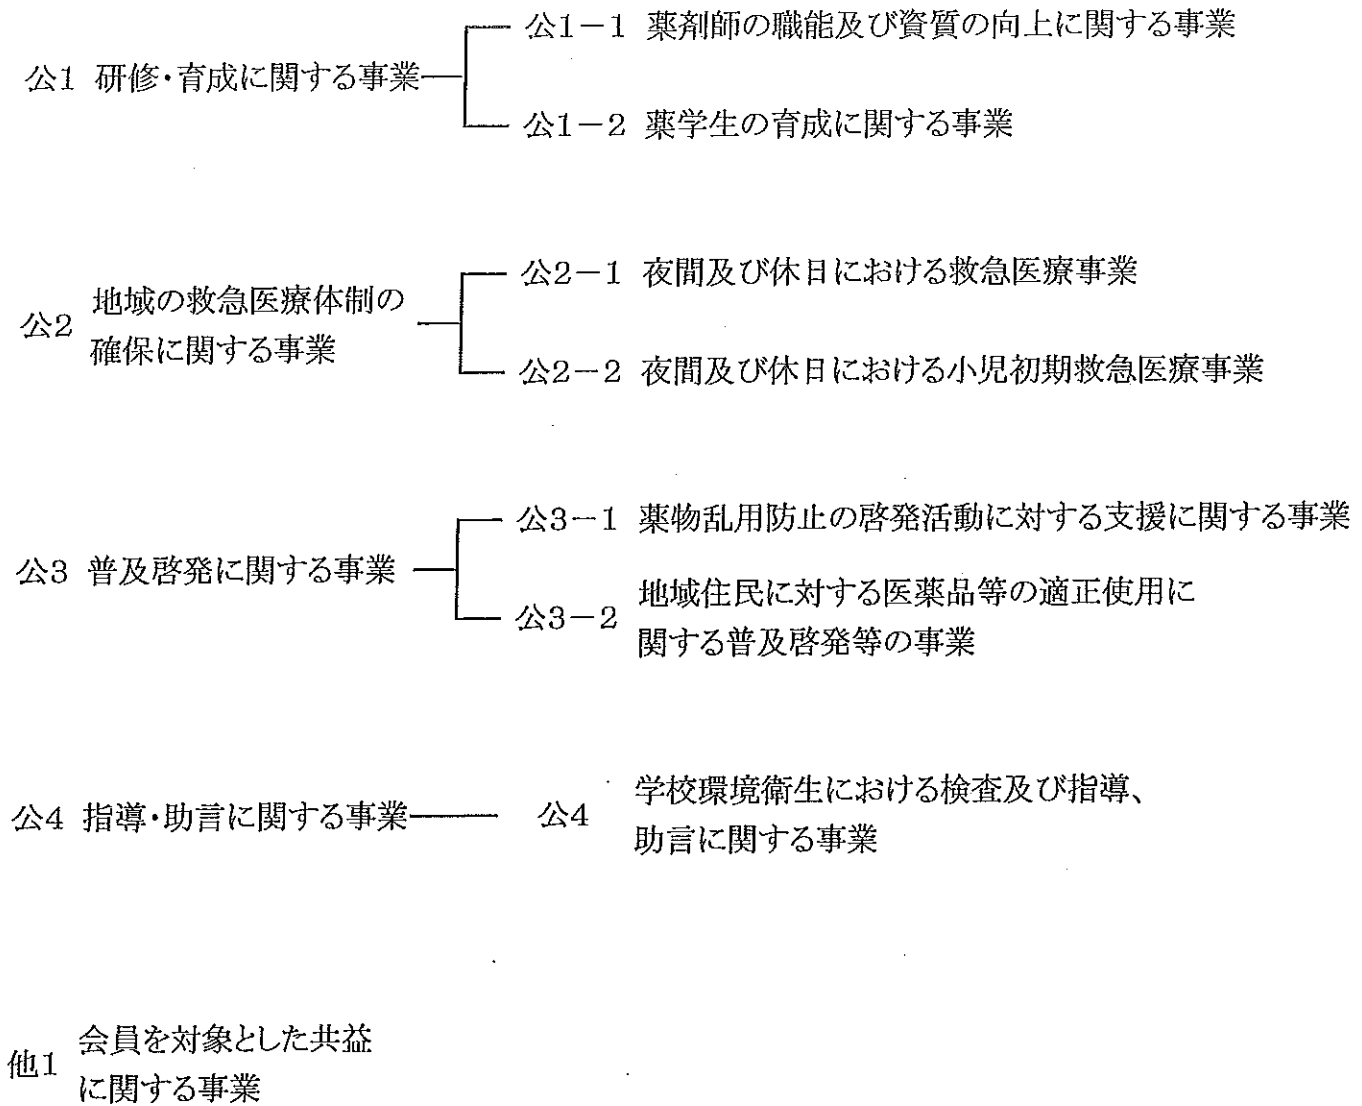 公1－1 薬剤師の職能及び資質の向上に関する事業
公1 研修・育成に関する事業
公1－2 薬学生の育成に関する事業
公2－1 夜間及び休日における救急医療事業
公2 地域の救急医療体制の
確保に関する事業
公2－2 夜間及び休日における小児初期救急医療事業
公3－1 薬物乱用防止の啓発活動に対する支援に関する事業
公3 普及啓発に関する事業
公3－2 地域住民に対する医薬品等の適正使用に
関する普及啓発等の事業
公4 指導・助言に関する事業
公4 学校環境衛生における検査及び指導、
助言に関する事業
他1 会員を対象とした共益
に関する事業